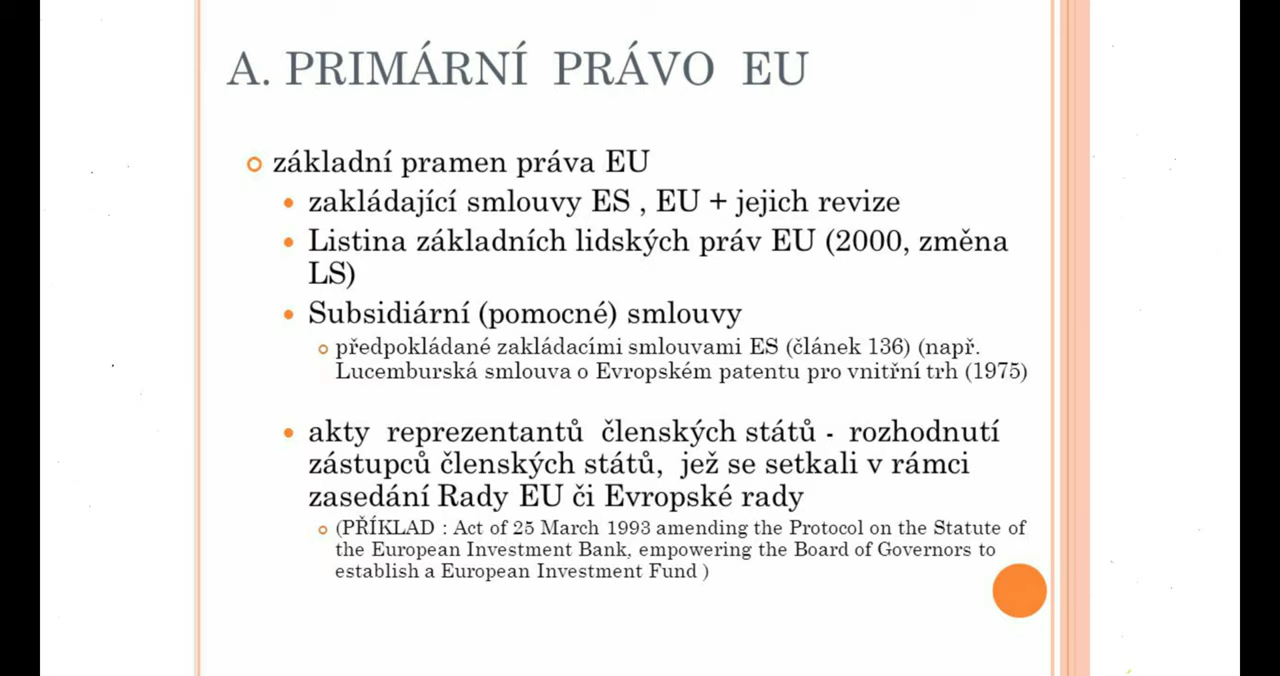 A. PRIMÁRNÍ PRÁVO EU
základní pramen práva EU
zakládající smlouvy ES , EU + jejich revize
Listina základních lidských práv EU (2000, změna
LS)
Subsidiární (pomocné) smlouvy
předpokládané zakládacími smlouvami ES (článek 136) (např.
Lucemburská smlouva o Evropském patentu pro vnitřní trh (1975)
akty reprezentantů členských států - rozhodnutí
zástupců členských států, jež se setkali v rámci
zasedání Rady EU či Evropské rady
(PŘÍKLAD : Act of 25 March 1993 amending the Protocol on the Statute of
the European Investment Bank, empowering the Board of Governors to
establish a European Investment Fund )